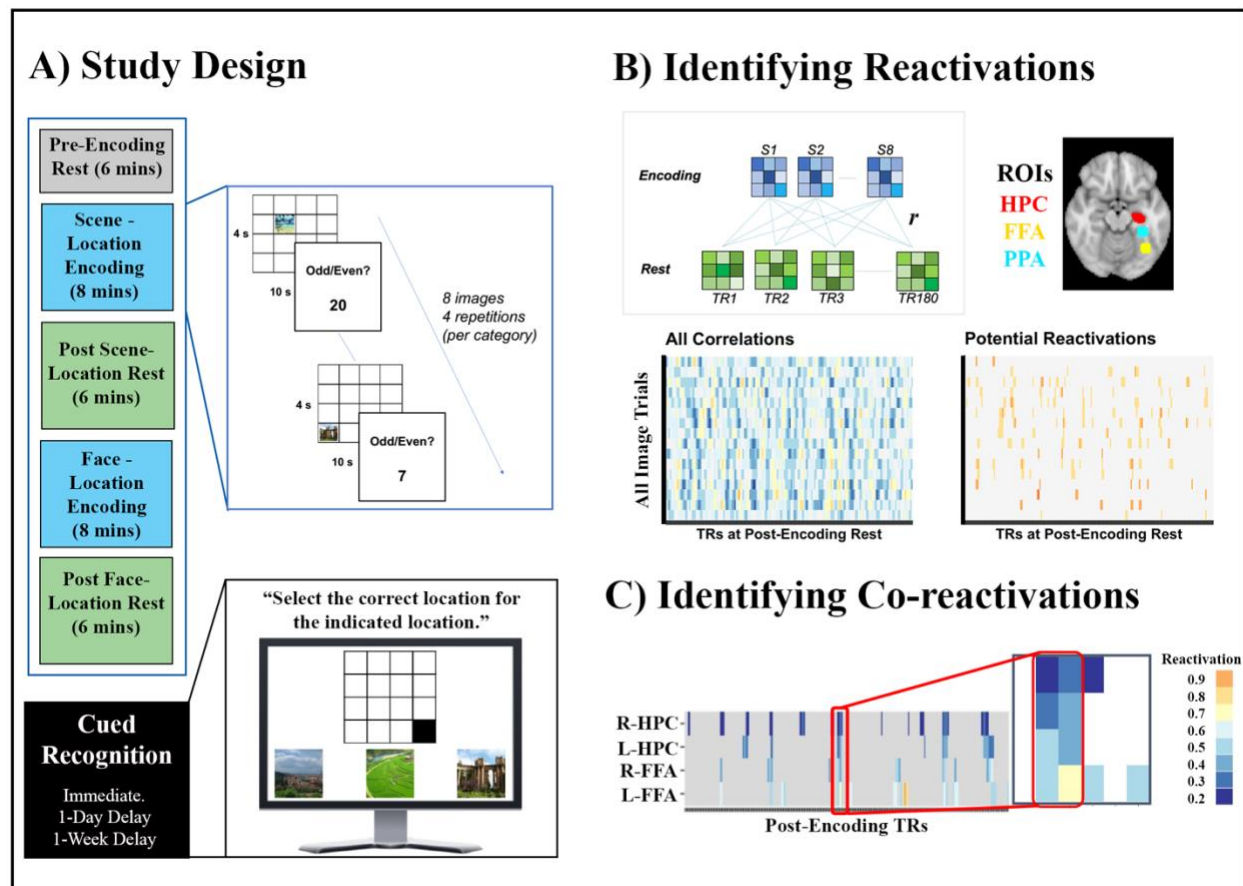 A) Study Design
Pre-Encoding
Rest (6 mins)
Scene -
Location
Encoding
(8 mins)
Post Scene-
Location Rest
(6 mins)
Face -
Location
Encoding
(8 mins)
Post Face-
Location Rest
(6 mins)
4 s
Odd/Even?
20
10 s
8 images
4 repetitions
(per category)
4 s
Odd/Even?
7
10 s
Cued
Recognition
Immediate.
1-Day Delay
1-Week Delay
“Select the correct location for
the indicated location.”
B) Identifying Reactivations
S1 S2 S8
Encoding
r
Rest
TR1 TR2 TR3 TR180
ROIs
HPC
FFA
PPA
All Correlations
All Image Trials
TRs at Post-Encoding Rest
Potential Reactivations
TRs at Post-Encoding Rest
C) Identifying Co-reactivations
R-HPC
L-HPC
R-FFA
L-FFA
Post-Encoding TRs
Reactivation
0.9
0.8
0.7
0.6
0.5
0.4
0.3
0.2